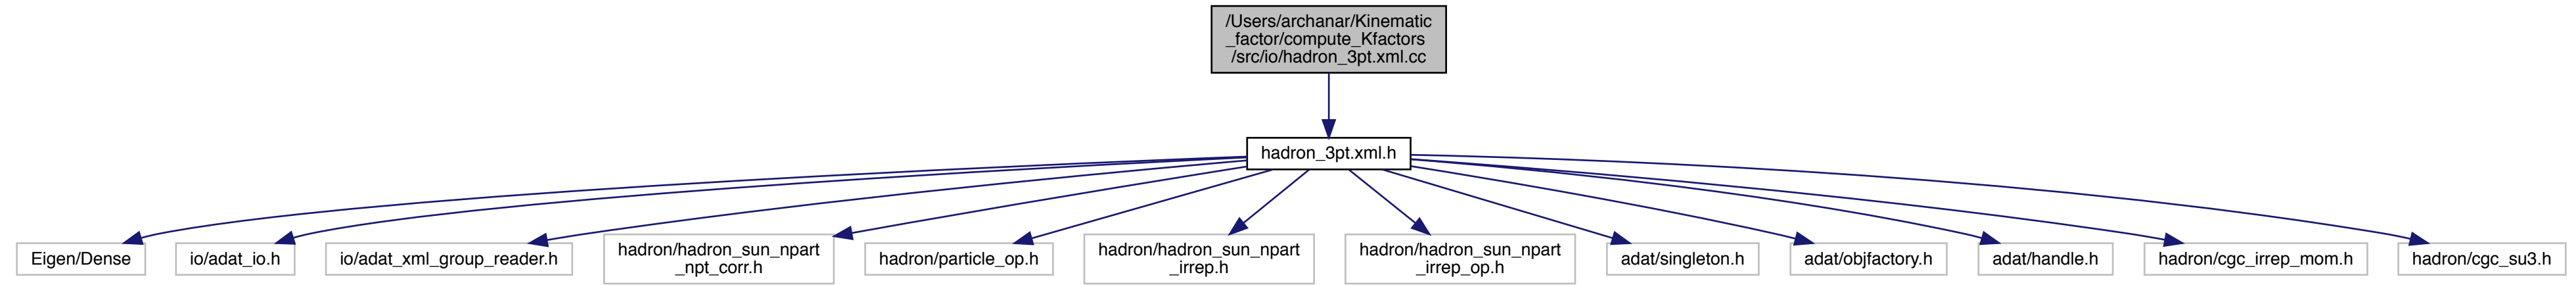 /Users/archanar/Kinematic
_factor/compute_Kfactors
/src/io/hadron_3pt.xml.cc
hadron_3pt.xml.h
Eigen/Dense
io/adat_io.h
io/adat_xml_group_reader.h
hadron/hadron_sun_npart
_npt_corr.h
hadron/particle_op.h
hadron/hadron_sun_npart
_irrep.h
hadron/hadron_sun_npart
_irrep_op.h
adat/singleton.h
adat/objfactory.h
adat/handle.h
hadron/cgc_irrep_mom.h
hadron/cgc_su3.h